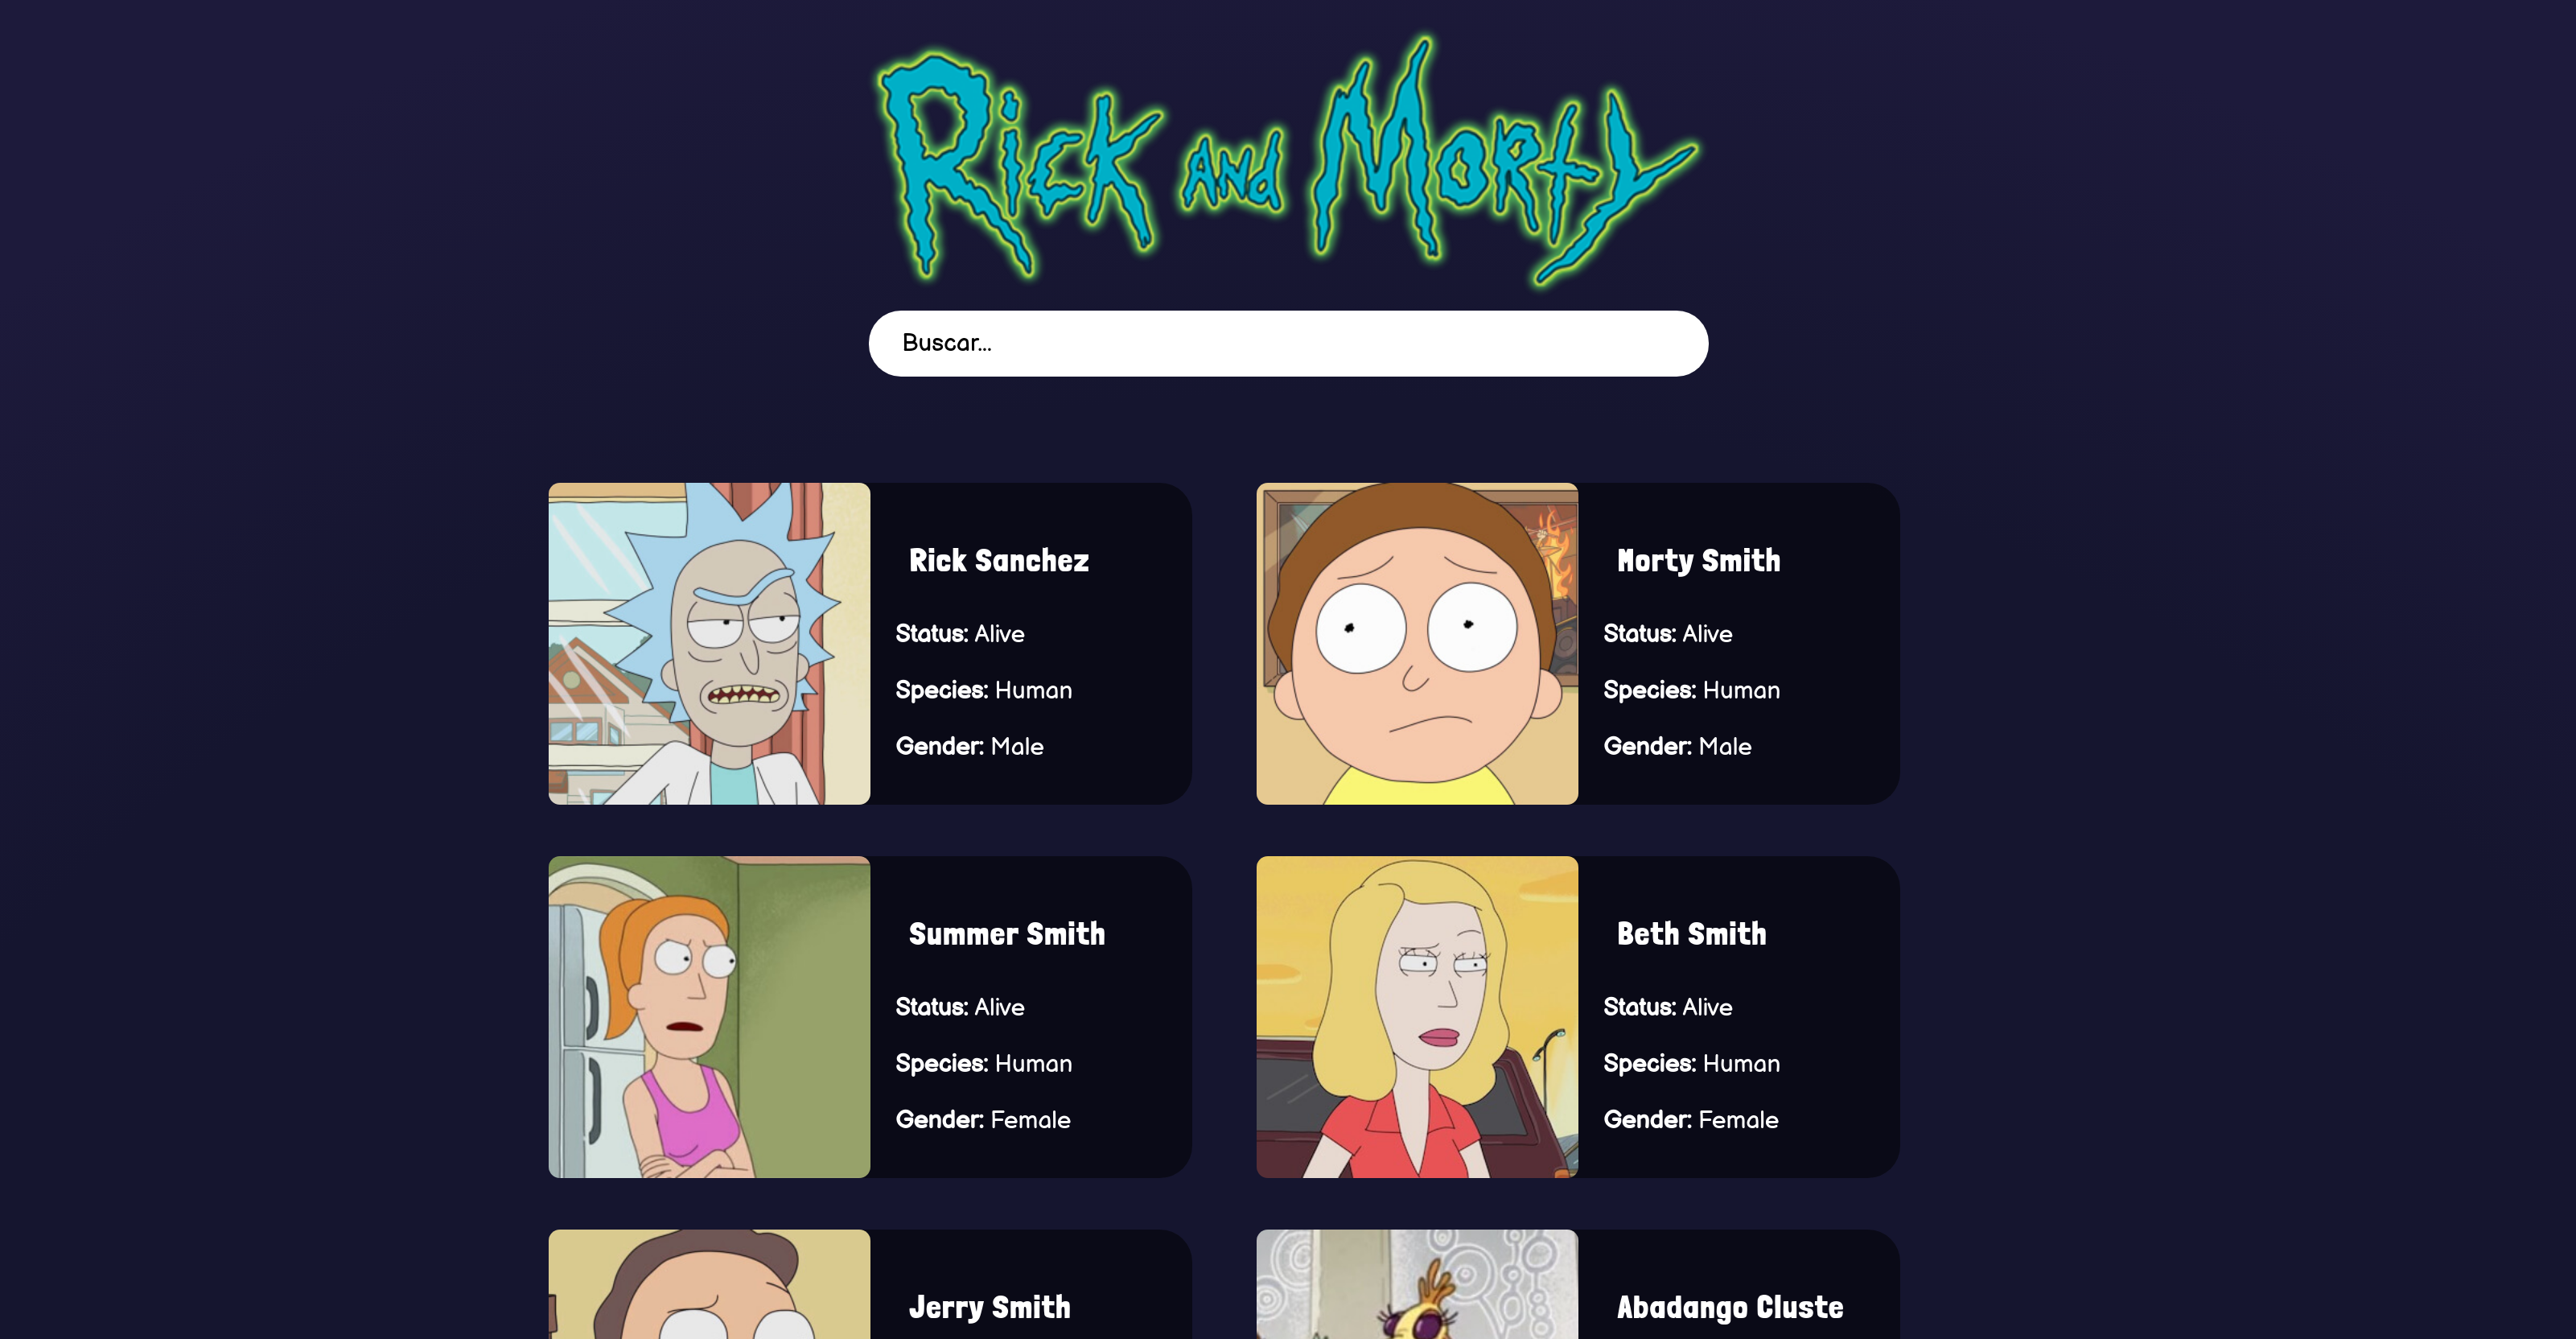 Rick and Morty
Buscar...
Rick Sanchez
Status: Alive
Species: Human
Gender: Male
Morty Smith
Status: Alive
Species: Human
Gender: Male
Summer Smith
Status: Alive
Species: Human
Gender: Female
Beth Smith
Status: Alive
Species: Human
Gender: Female
Jerry Smith
Abadango Cluste